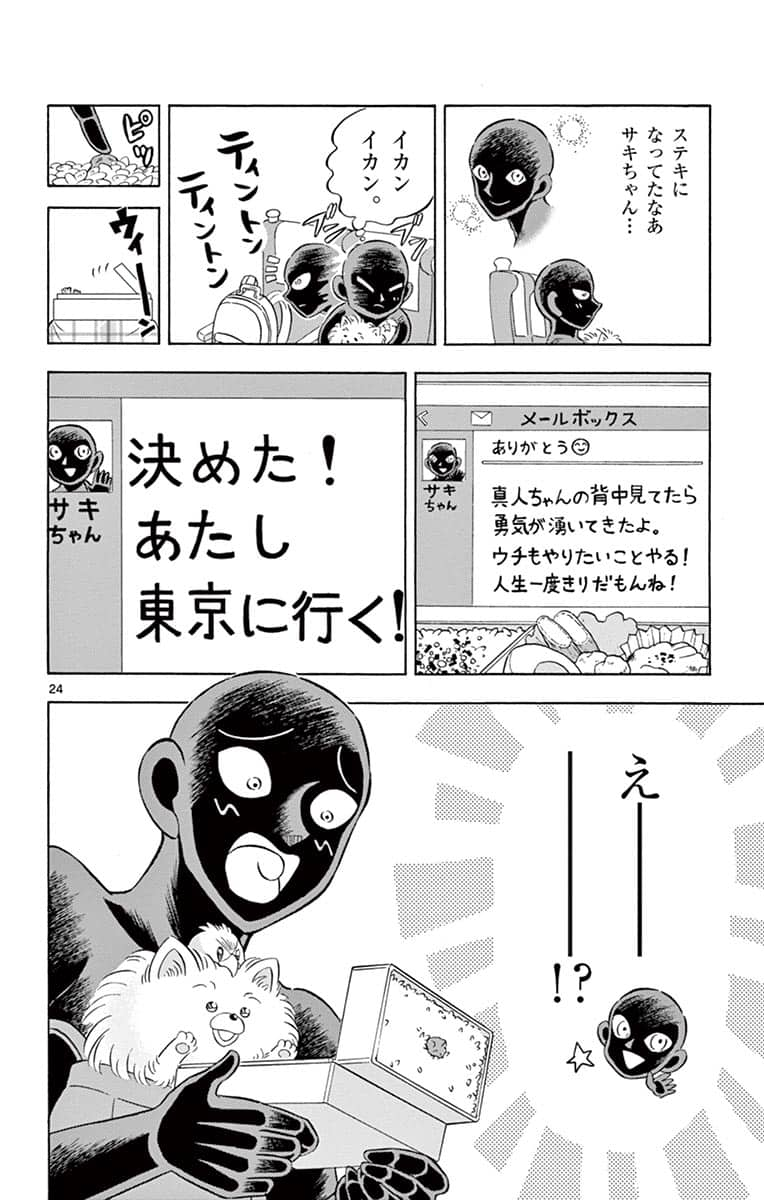 ステキに
なってたなあ
サキちゃん…
イカン
イカン。
ティントン
ティントン
ピッ
ウィーン
メールボックス
ありがとう☺
サキ
ちゃん
真人ちゃんの背中見てたら
勇気が湧いてきたよ。
ウチもやりたいことやる！
人生一度きりだもんね！
サキ
ちゃん
決めた！
あたし
東京に行く！
24
え――
――!?